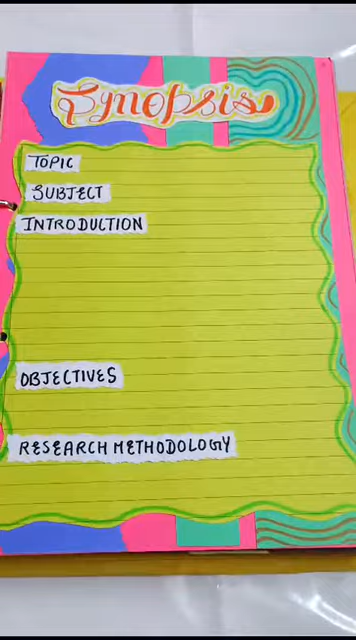 Synopsis
TOPIC
SUBJECT
INTRODUCTION
OBJECTIVES
RESEARCH METHODOLOGY